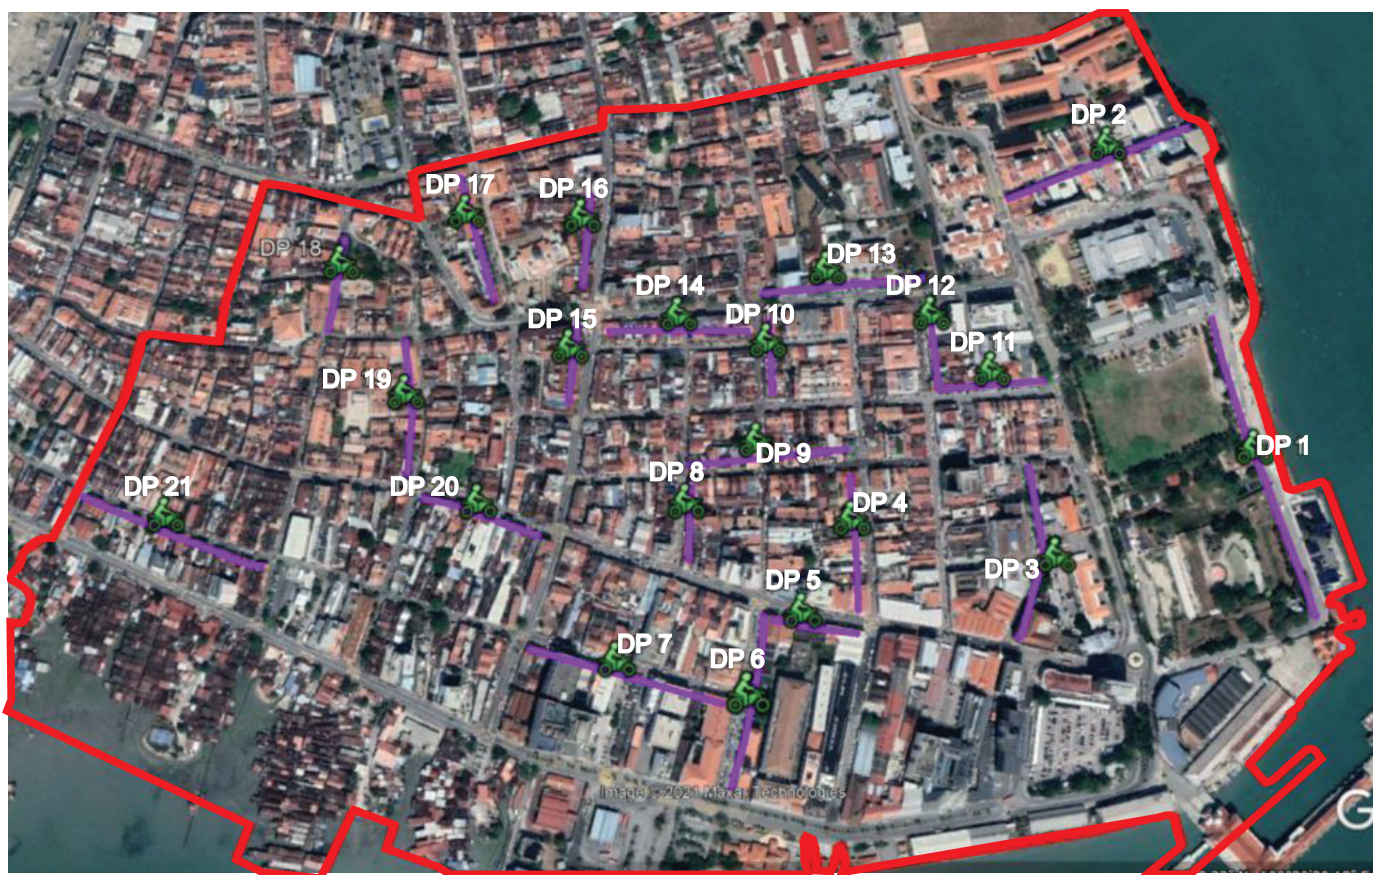 DP 2
DP 17
DP 16
DP 18
DP 13
DP 14
DP 12
DP 10
DP 15
DP 11
DP 19
DP 1
DP 9
DP 8
DP 21
DP 20
DP 4
DP 3
DP 5
DP 7
DP 6
Image © 2021 Maxar Technologies
G